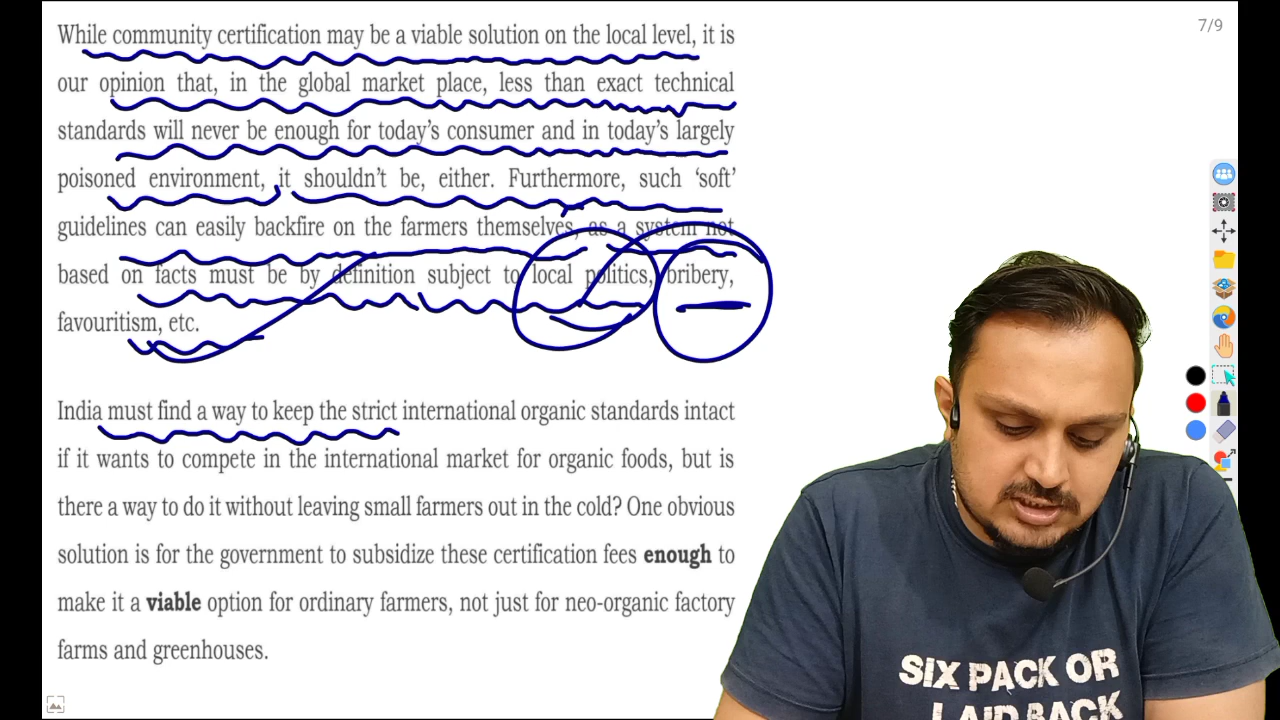 7/9
While community certification may be a viable solution on the local level, it is
our opinion that, in the global market place, less than exact technical
standards will never be enough for today's consumer and in today's largely
poisoned environment, it shouldn't be, either. Furthermore, such 'soft'
guidelines can easily backfire on the farmers themselves, as a system not
based on facts must be by definition subject to local politics, bribery,
favouritism, etc.
India must find a way to keep the strict international organic standards intact
if it wants to compete in the international market for organic foods, but is
there a way to do it without leaving small farmers out in the cold? One obvious
solution is for the government to subsidize these certification fees enough to
make it a viable option for ordinary farmers, not just for neo-organic factory
farms and greenhouses.
SIX PACK OR
LAID BACK